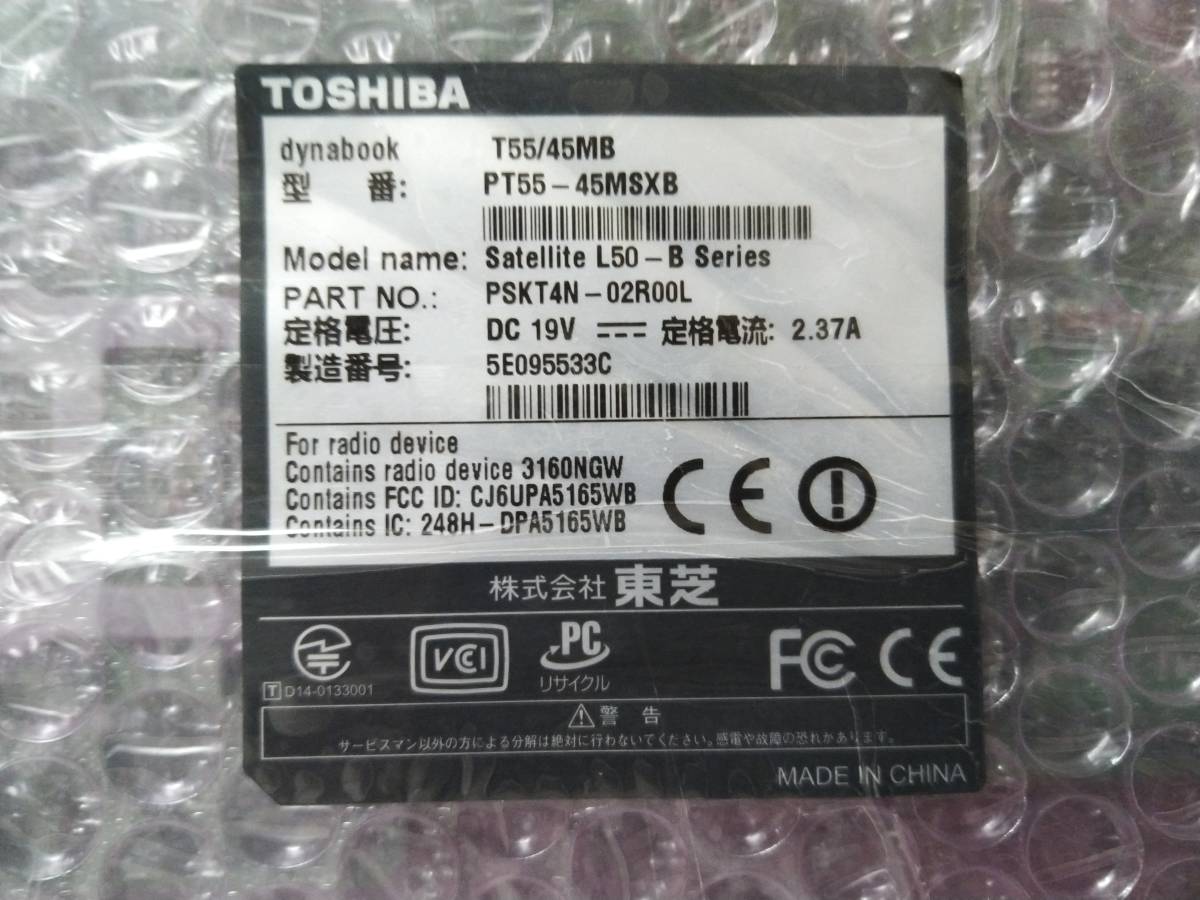 TOSHIBA
dynabook T55/45MB
型 番: PT55-45MSXB
Model name: Satellite L50-B Series
PART NO.: PSKT4N-02R00L
定格電圧: DC 19V 定格電流: 2.37A
製造番号: 5E095533C
For radio device
Contains radio device 3160NGW
Contains FCC ID: CJ6UPA5165WB
Contains IC: 248H-DPA5165WB
CE
株式会社 東芝
T D14-0133001
VCI
PC
リサイクル
FC CE
警 告
サービスマン以外の方による分解は絶対に行わないでください。感電や故障の恐れがあります。
MADE IN CHINA